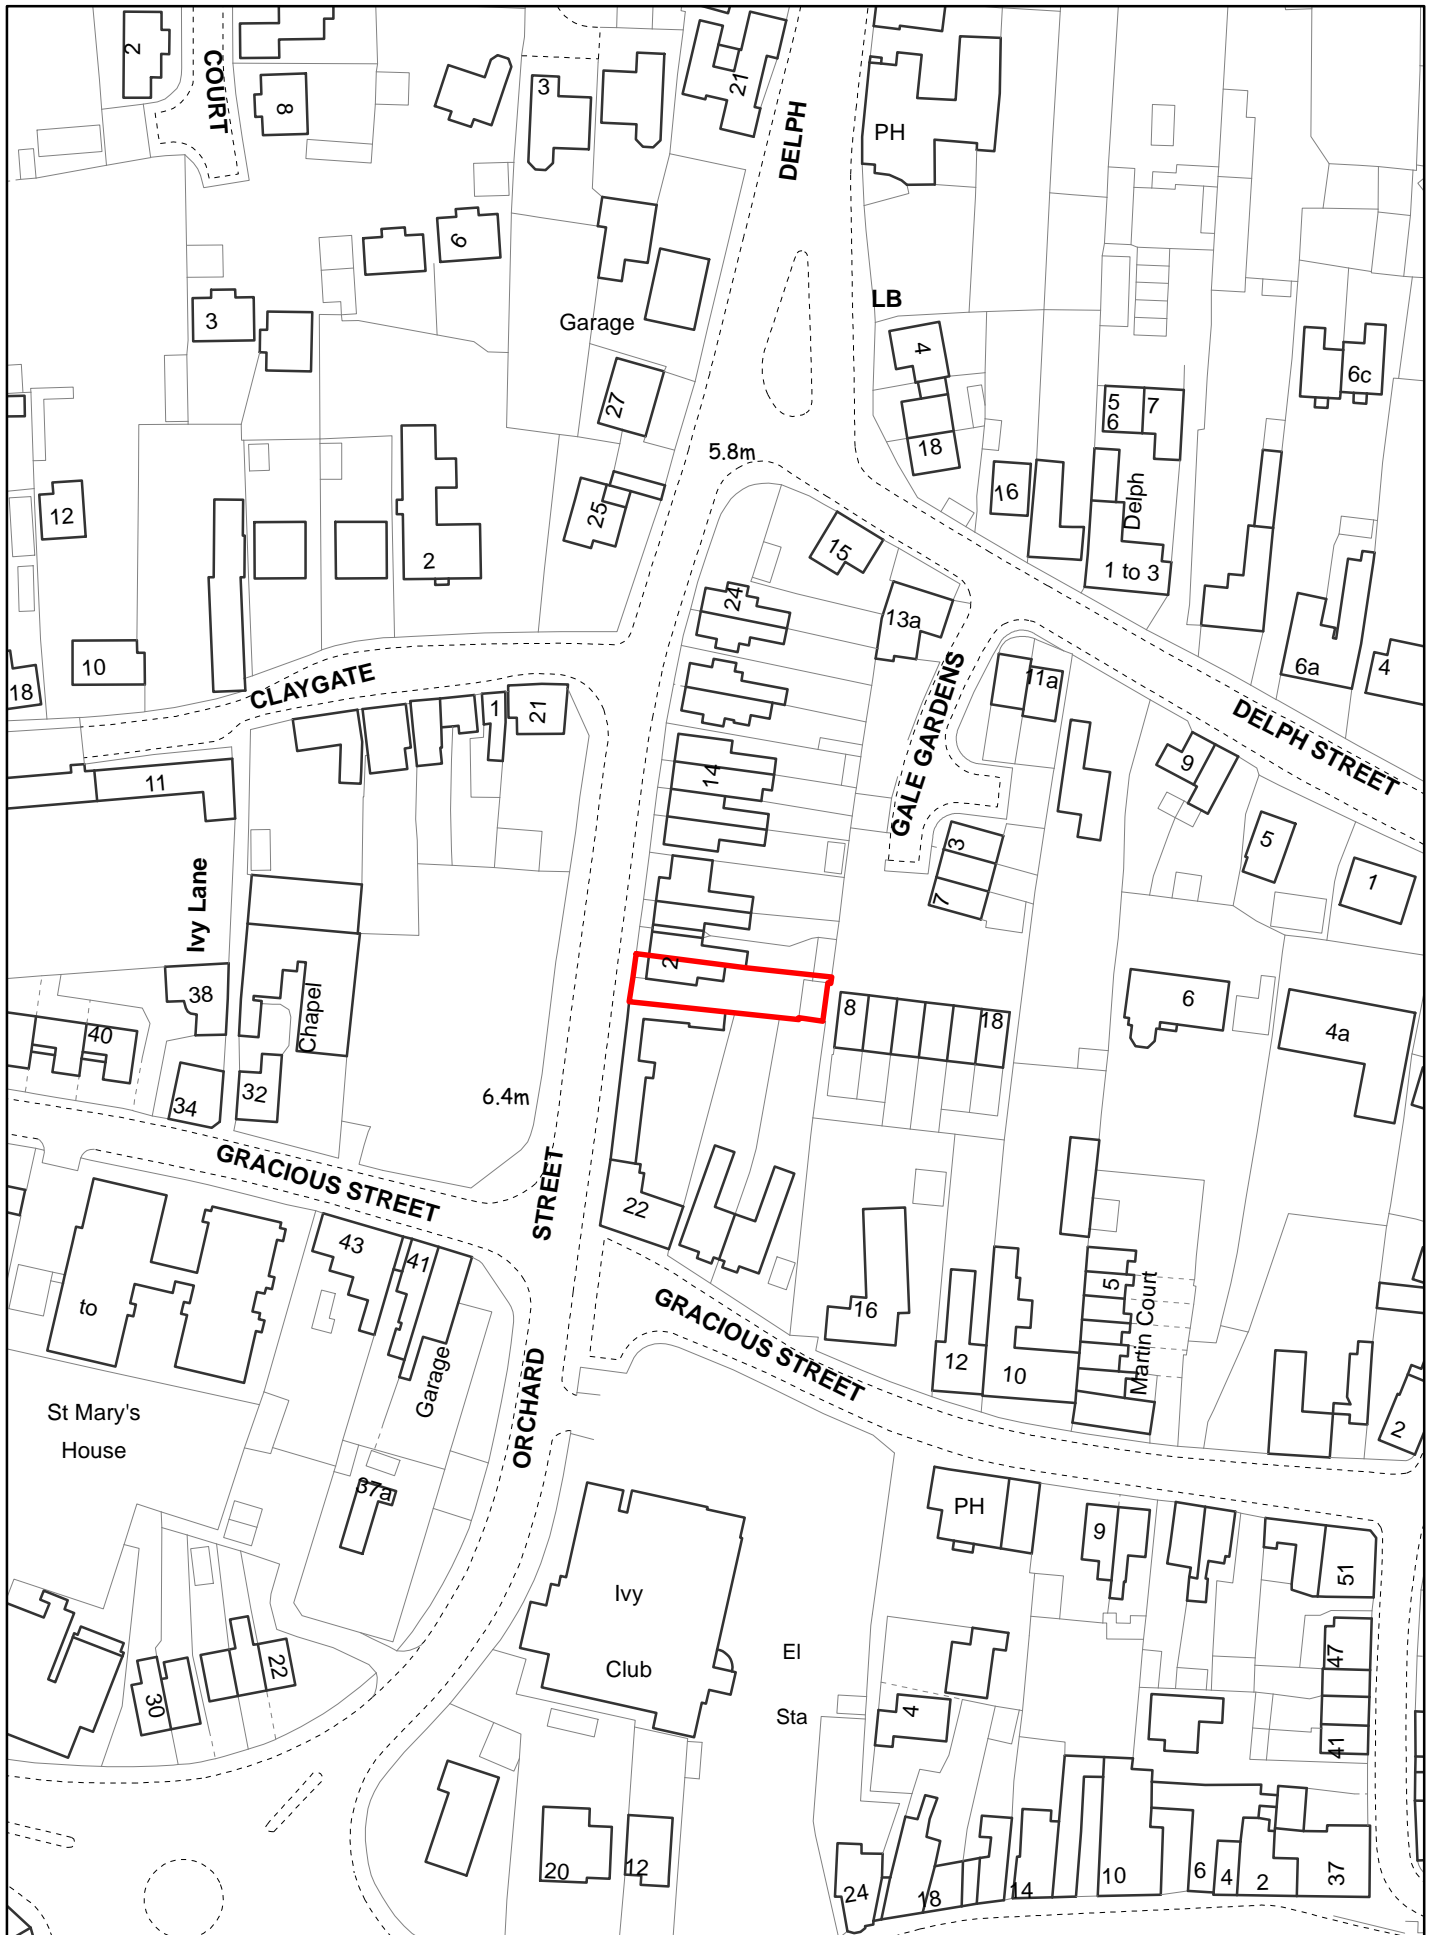 2
COURT
8
3
21
DELPH
PH
6
3
Garage
LB
4
6c
27
5
7
6
18
5.8m
16
12
25
Delph
15
2
1 to 3
24
13a
10
18
CLAYGATE
11a
6a
4
1
21
GALE GARDENS
DELPH STREET
9
14
11
5
3
1
Ivy Lane
7
2
38
8
18
6
4a
40
Chapel
32
34
6.4m
GRACIOUS STREET
STREET
22
43
41
5
Martin Court
to
GRACIOUS STREET
16
12
10
Garage
ORCHARD
St Mary's
House
2
37a
PH
9
51
Ivy
El
47
Club
22
30
4
Sta
41
20
12
24
18
14
10
6
4
2
37